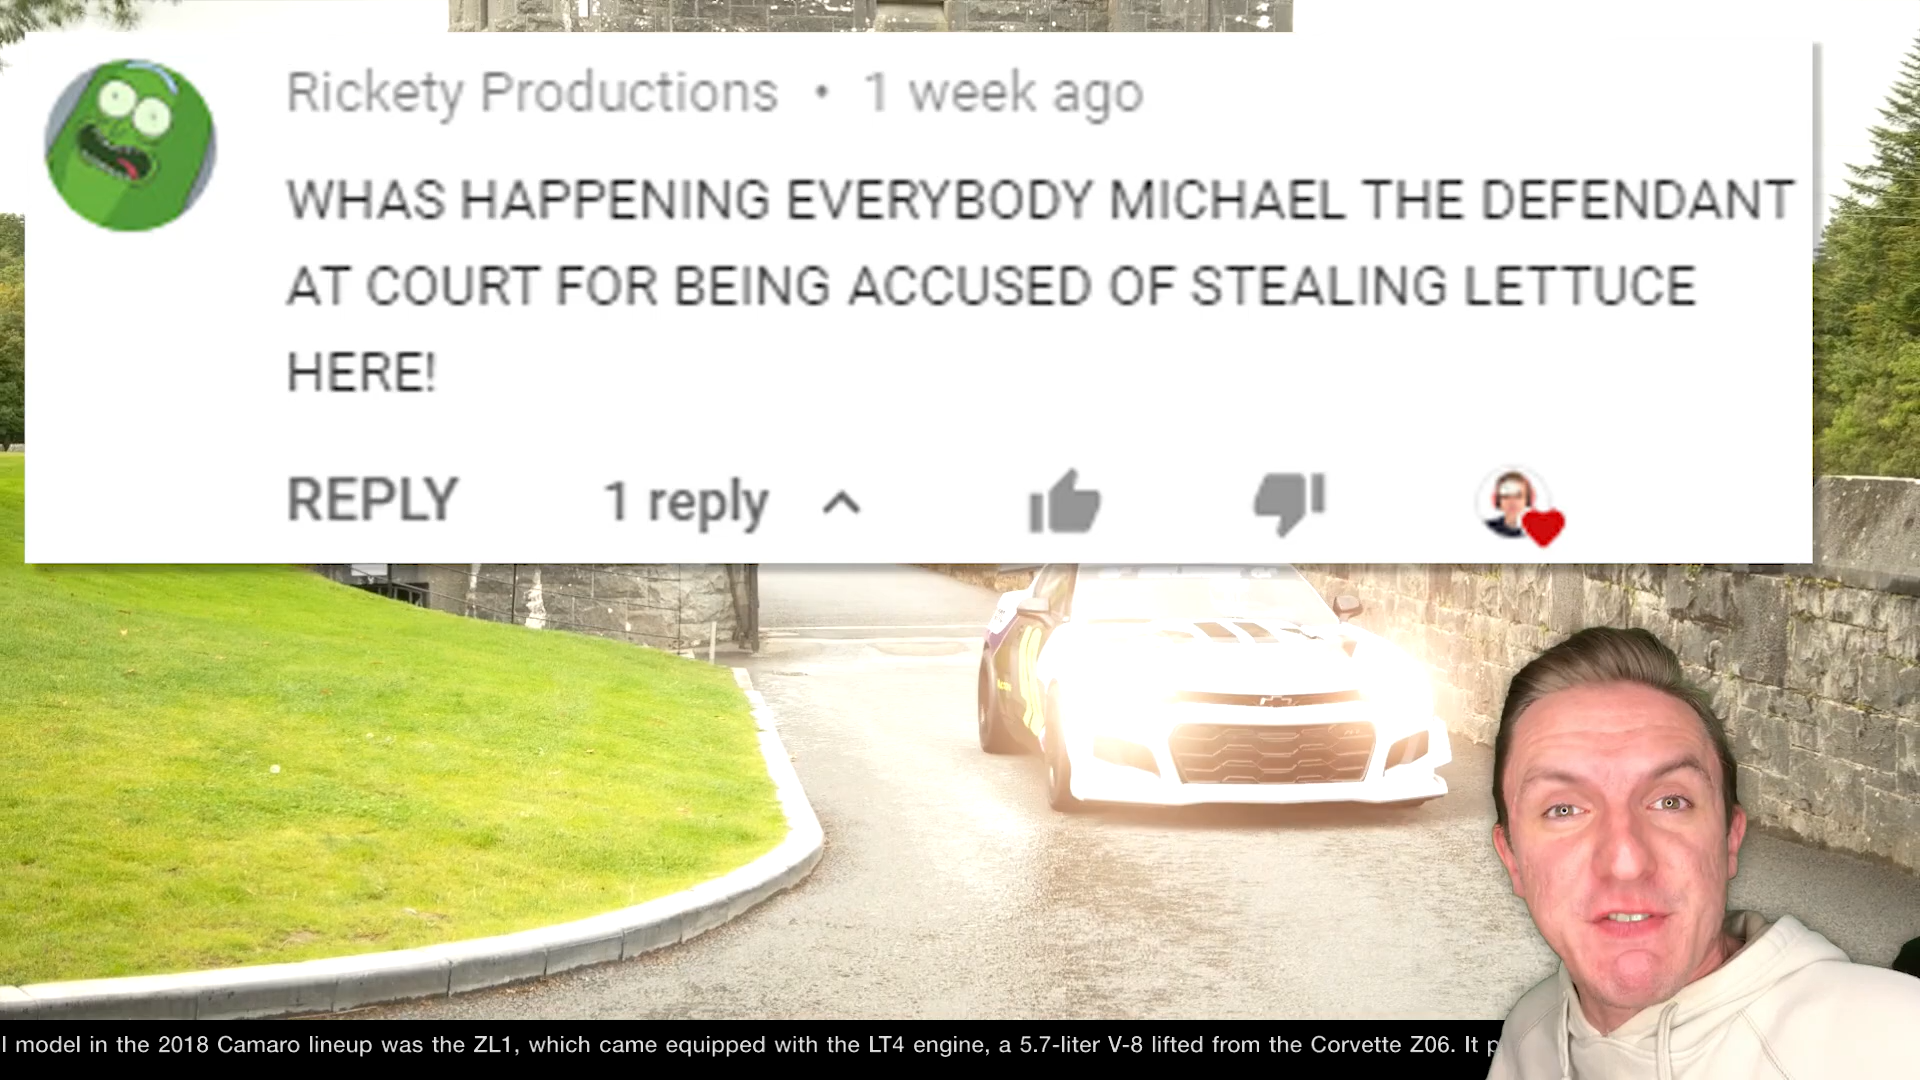 Rickety Productions • 1 week ago
WHAS HAPPENING EVERYBODY MICHAEL THE DEFENDANT
AT COURT FOR BEING ACCUSED OF STEALING LETTUCE
HERE!
REPLY 1 reply
l model in the 2018 Camaro lineup was the ZL1, which came equipped with the LT4 engine, a 5.7-liter V-8 lifted from the Corvette Z06. It p